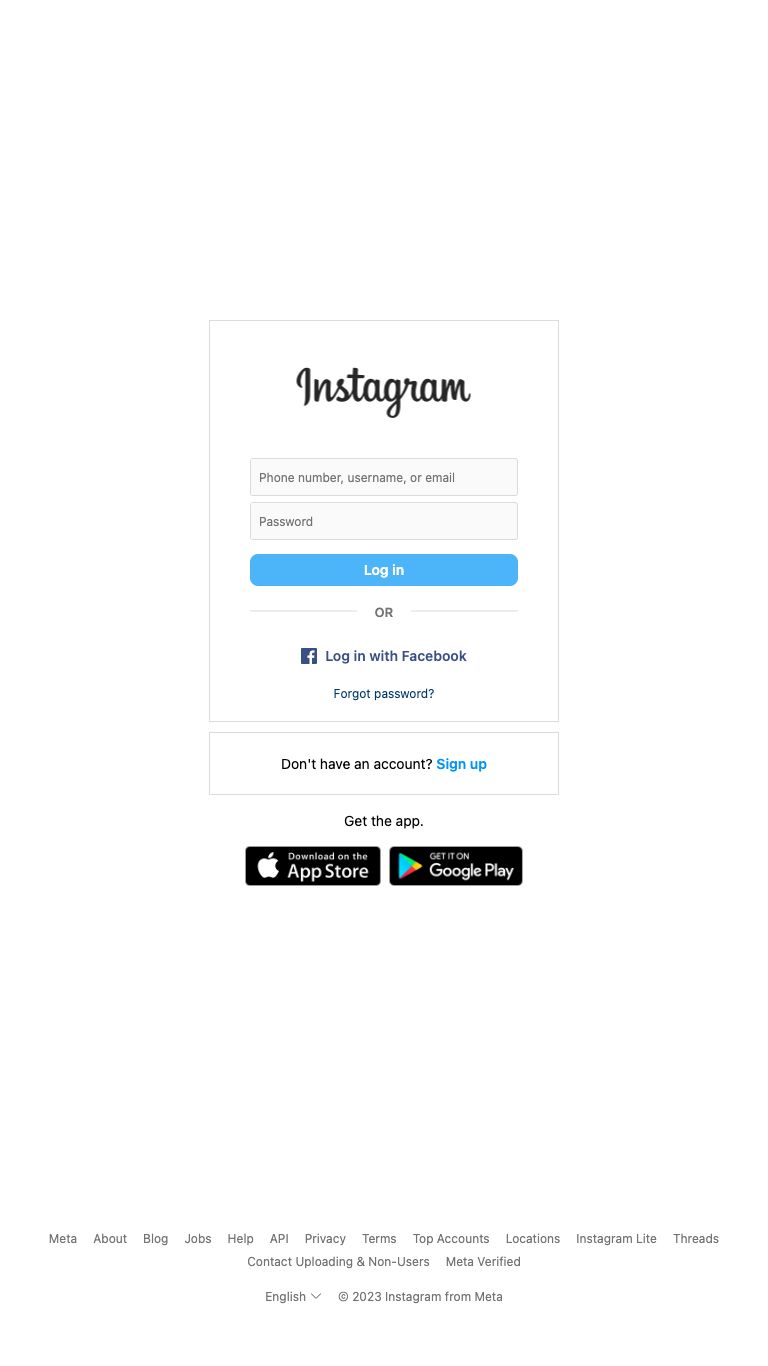 Instagram
Phone number, username, or email
Password
Log in
OR
Log in with Facebook
Forgot password?
Don't have an account? Sign up
Get the app.
Download on the App Store
GET IT ON Google Play
Meta About Blog Jobs Help API Privacy Terms Top Accounts Locations Instagram Lite Threads
Contact Uploading & Non-Users Meta Verified
English © 2023 Instagram from Meta